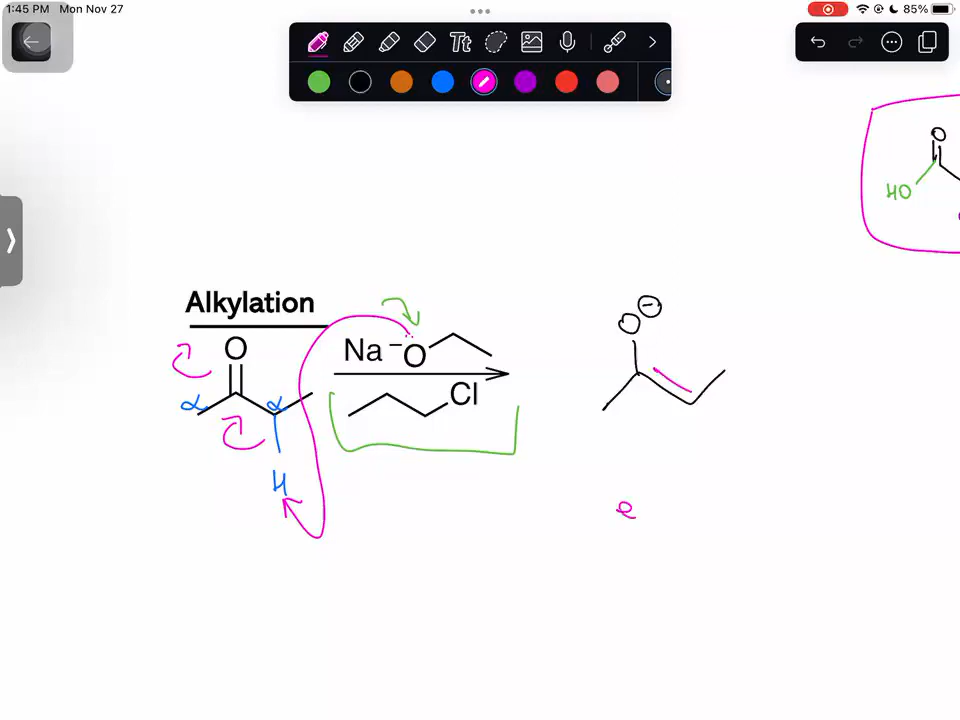 1:45 PM Mon Nov 27
85%
Tt
O
HO
Alkylation
O
O ⊖
Na ⁻O
α α
Cl
H
e